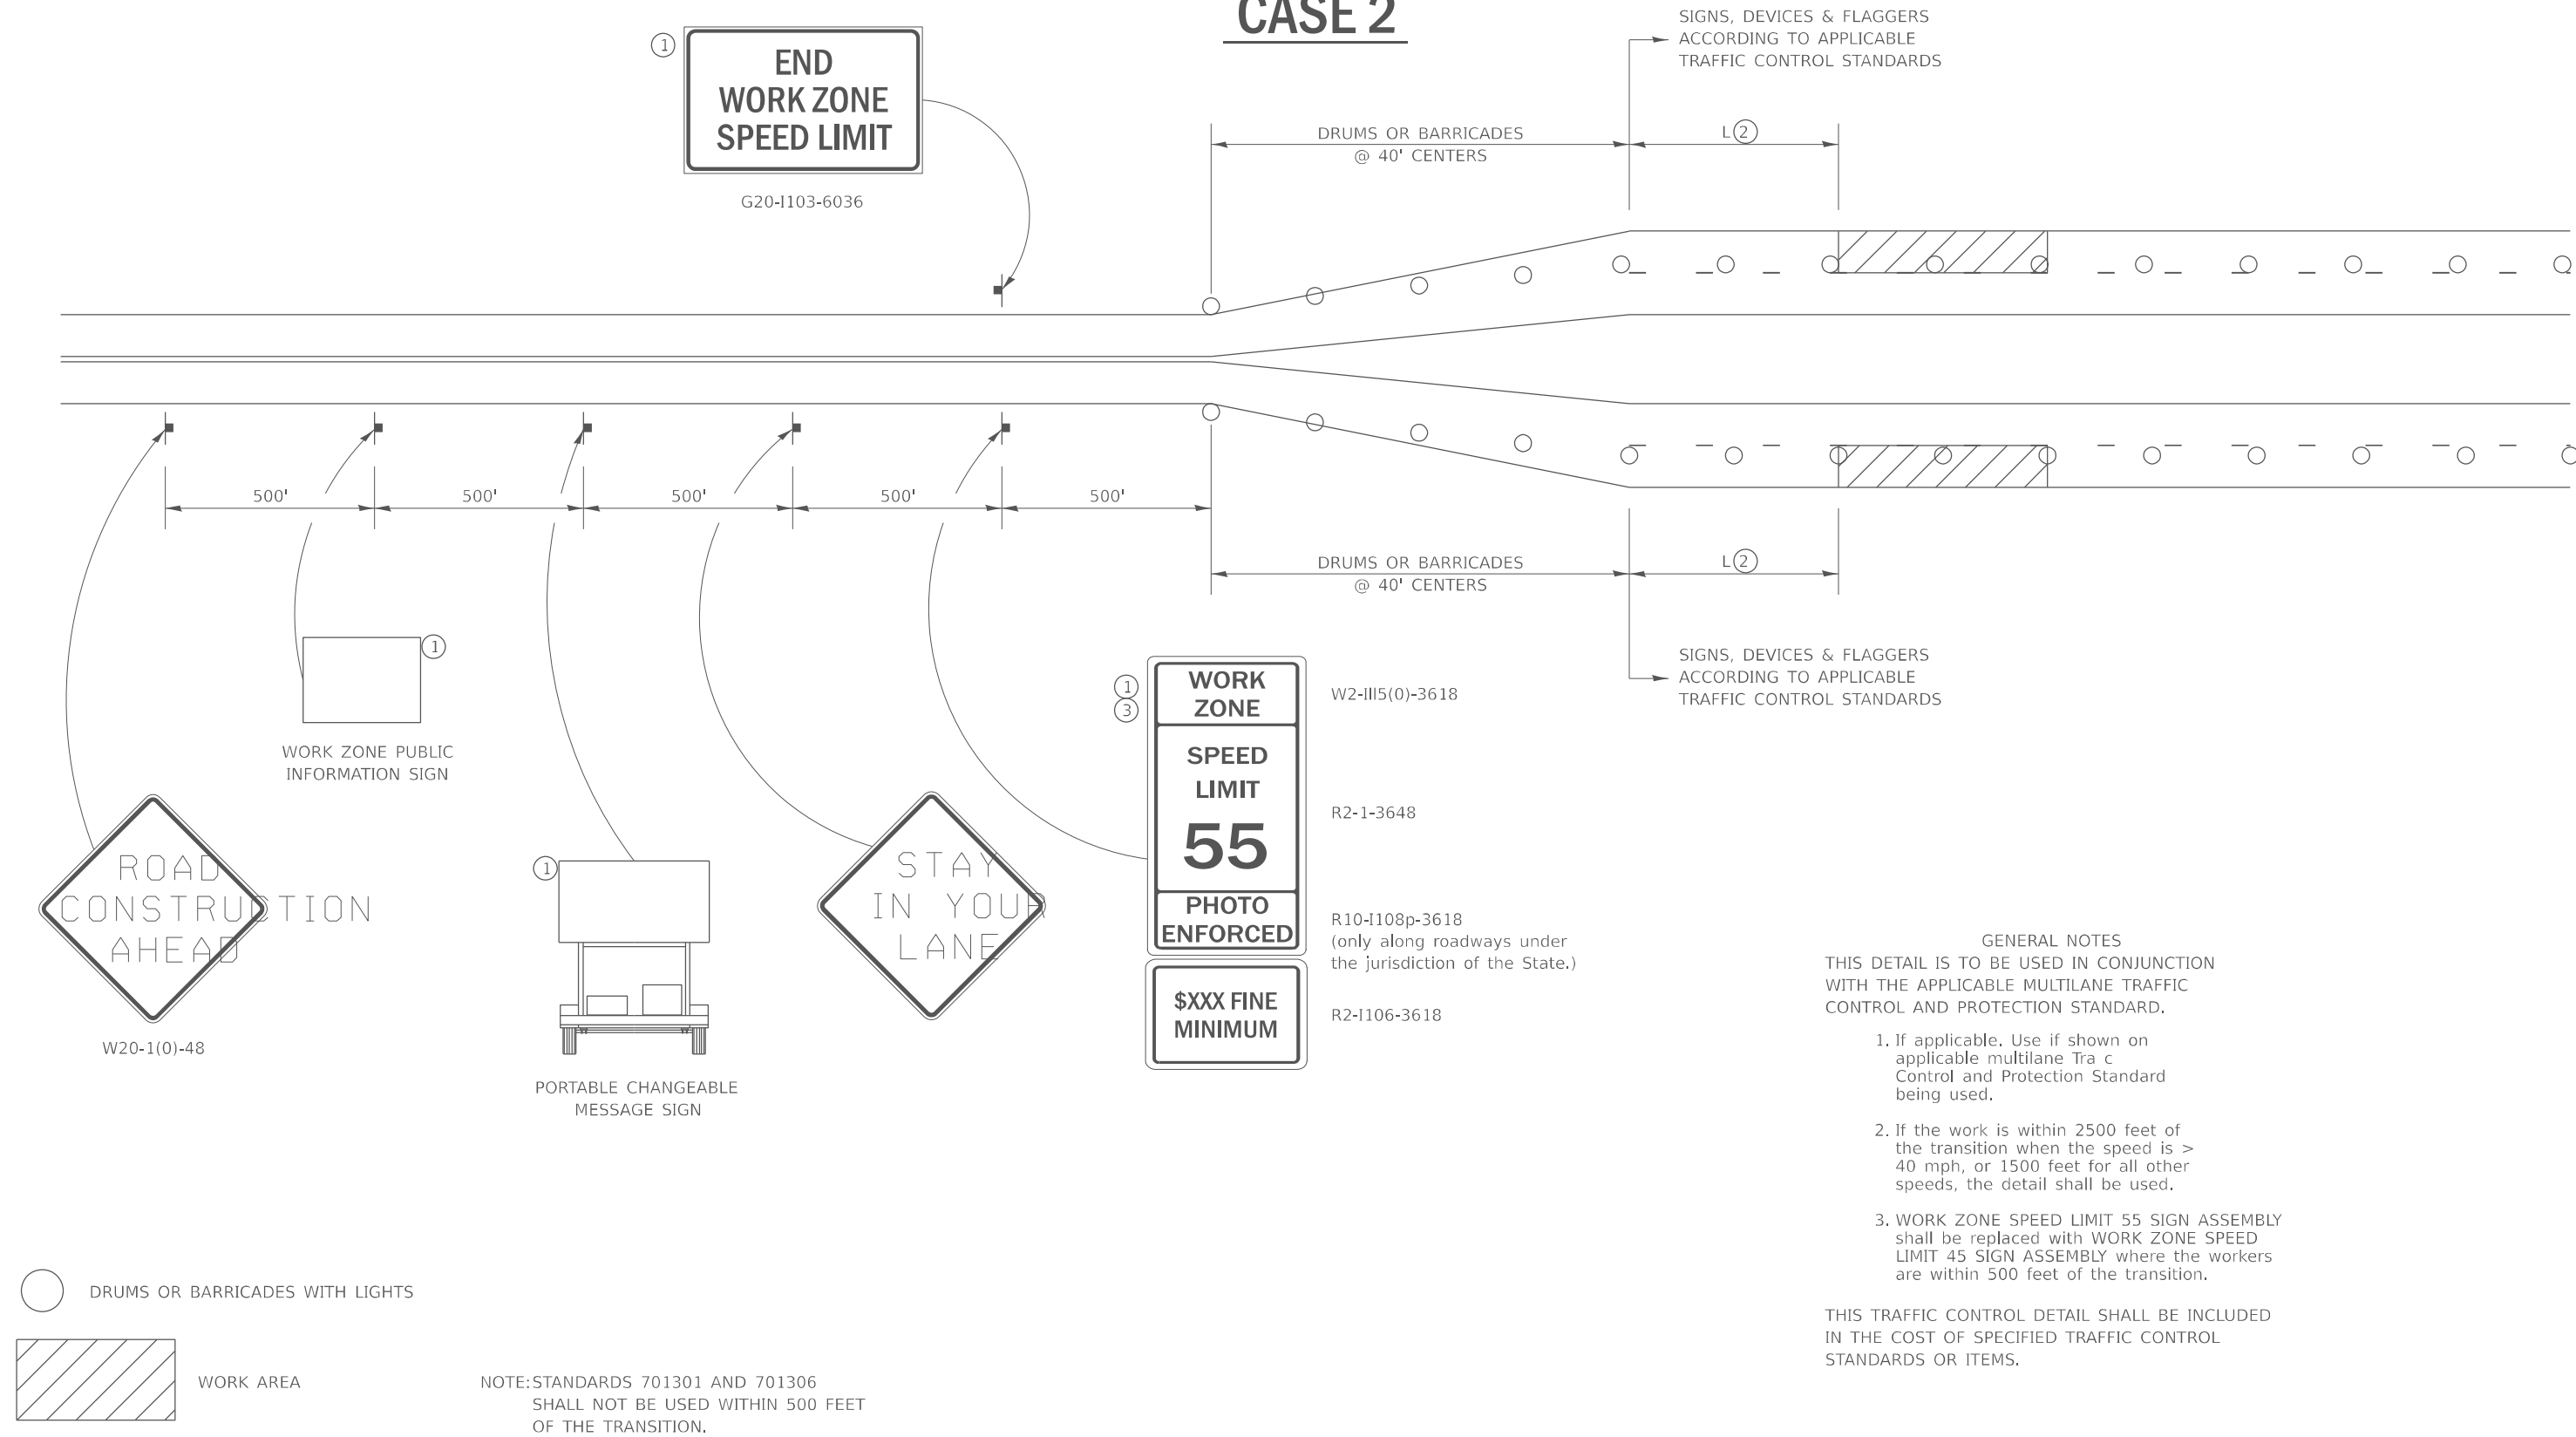 CASE 2
SIGNS, DEVICES & FLAGGERS
ACCORDING TO APPLICABLE
TRAFFIC CONTROL STANDARDS
1
END
WORK ZONE
SPEED LIMIT
G20-I103-6036
DRUMS OR BARRICADES
@ 40' CENTERS
L 2
500'
500'
500'
500'
500'
DRUMS OR BARRICADES
@ 40' CENTERS
L 2
SIGNS, DEVICES & FLAGGERS
ACCORDING TO APPLICABLE
TRAFFIC CONTROL STANDARDS
1
WORK ZONE PUBLIC
INFORMATION SIGN
ROAD
CONSTRUCTION
AHEAD
W20-1(0)-48
1
PORTABLE CHANGEABLE
MESSAGE SIGN
STAY
IN YOUR
LANE
1
3
WORK
ZONE
W2-III5(0)-3618
SPEED
LIMIT
55
R2-1-3648
PHOTO
ENFORCED
R10-I108p-3618
(only along roadways under
the jurisdiction of the State.)
$XXX FINE
MINIMUM
R2-I106-3618
GENERAL NOTES
THIS DETAIL IS TO BE USED IN CONJUNCTION
WITH THE APPLICABLE MULTILANE TRAFFIC
CONTROL AND PROTECTION STANDARD.
1. If applicable. Use if shown on
applicable multilane Tra c
Control and Protection Standard
being used.
2. If the work is within 2500 feet of
the transition when the speed is >
40 mph, or 1500 feet for all other
speeds, the detail shall be used.
3. WORK ZONE SPEED LIMIT 55 SIGN ASSEMBLY
shall be replaced with WORK ZONE SPEED
LIMIT 45 SIGN ASSEMBLY where the workers
are within 500 feet of the transition.
THIS TRAFFIC CONTROL DETAIL SHALL BE INCLUDED
IN THE COST OF SPECIFIED TRAFFIC CONTROL
STANDARDS OR ITEMS.
DRUMS OR BARRICADES WITH LIGHTS
WORK AREA
NOTE: STANDARDS 701301 AND 701306
SHALL NOT BE USED WITHIN 500 FEET
OF THE TRANSITION.